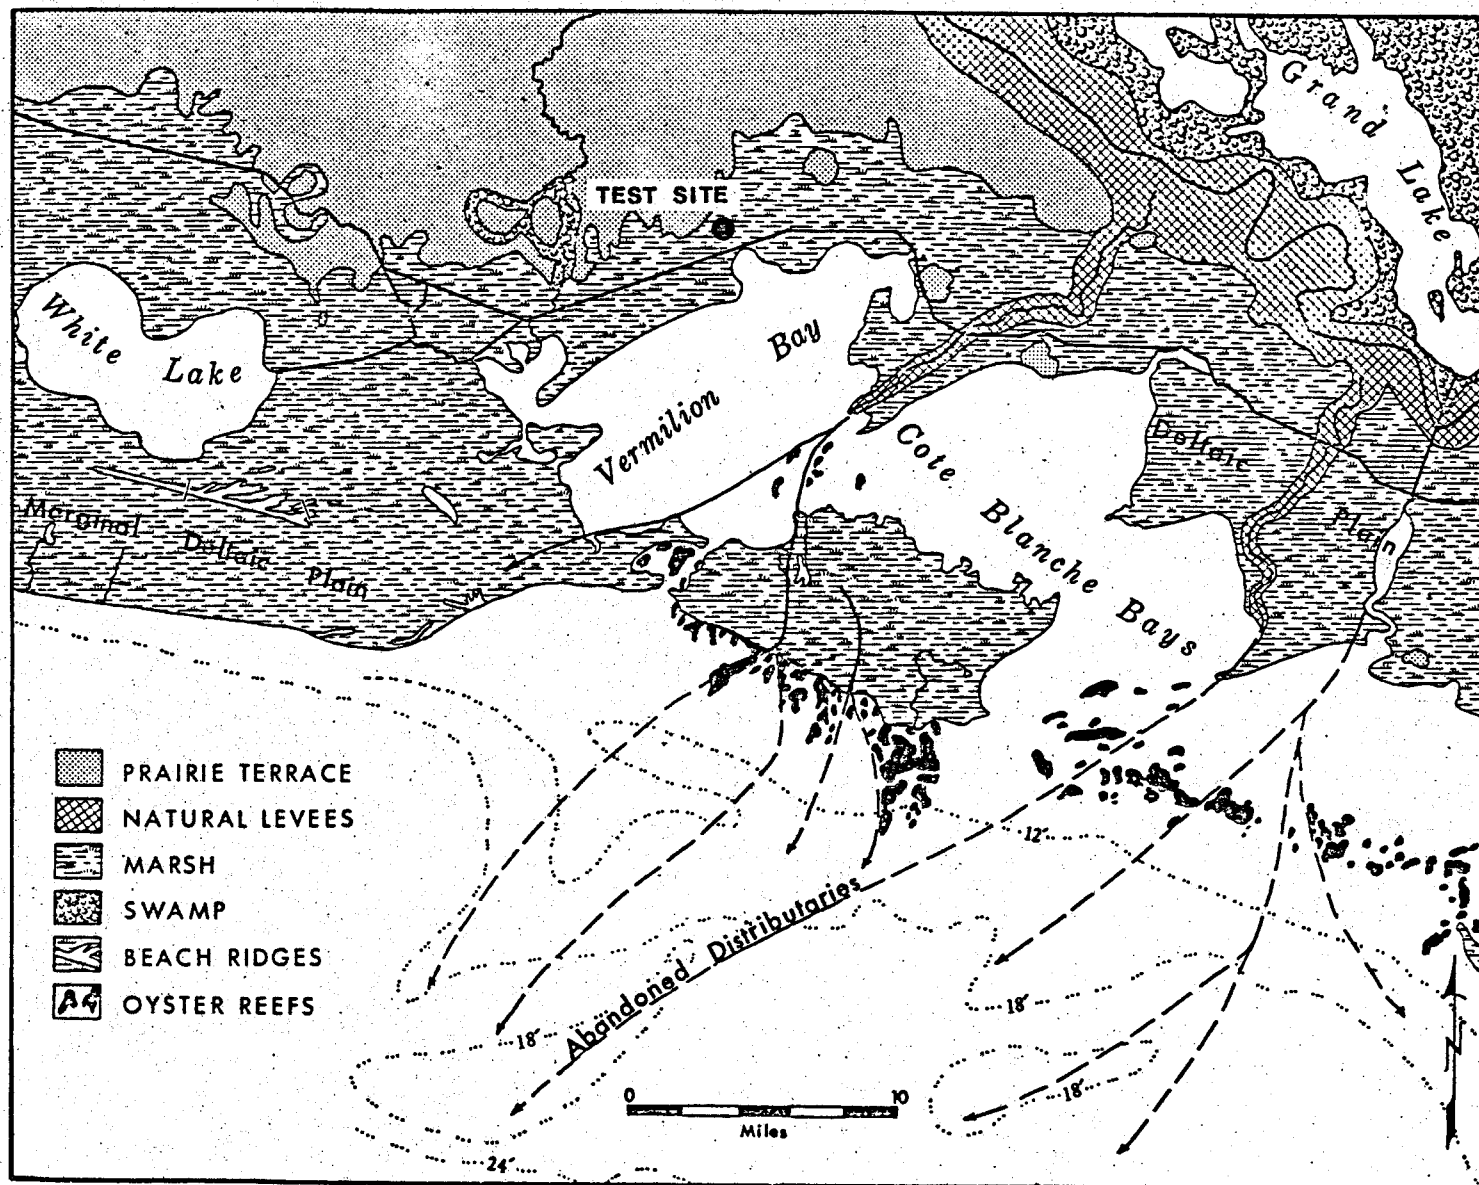 Grand Lake
TEST SITE
White Lake
Vermilion Bay
Cote Blanche Bays
Deltaic Plain
Marginal Deltaic Plain
PRAIRIE TERRACE
NATURAL LEVEES
MARSH
SWAMP
BEACH RIDGES
OYSTER REEFS
12'
Abandoned Distributaries
18'
18'
18'
24'
0 10
Miles